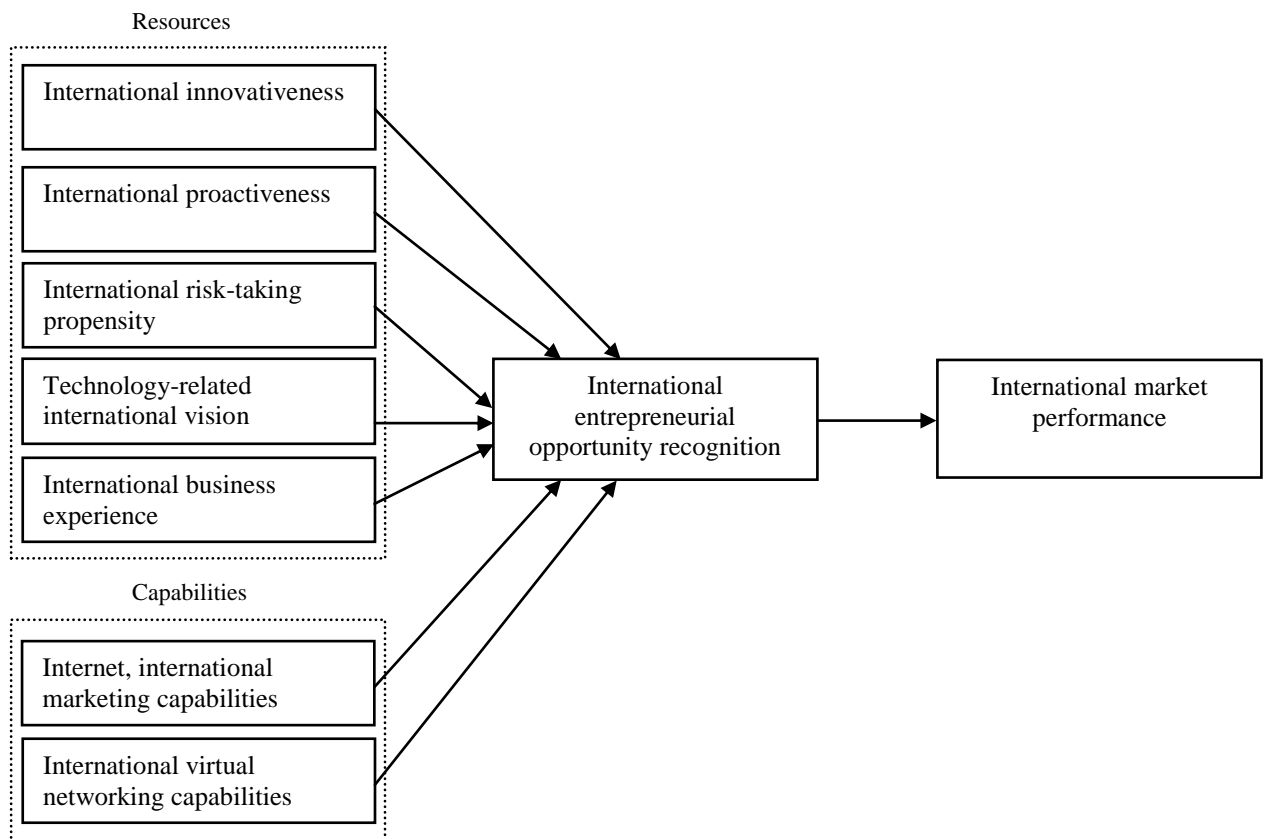 Resources
International innovativeness
International proactiveness
International risk-taking
propensity
Technology-related
international vision
International business
experience
International
entrepreneurial
opportunity recognition
International market
performance
Capabilities
Internet, international
marketing capabilities
International virtual
networking capabilities